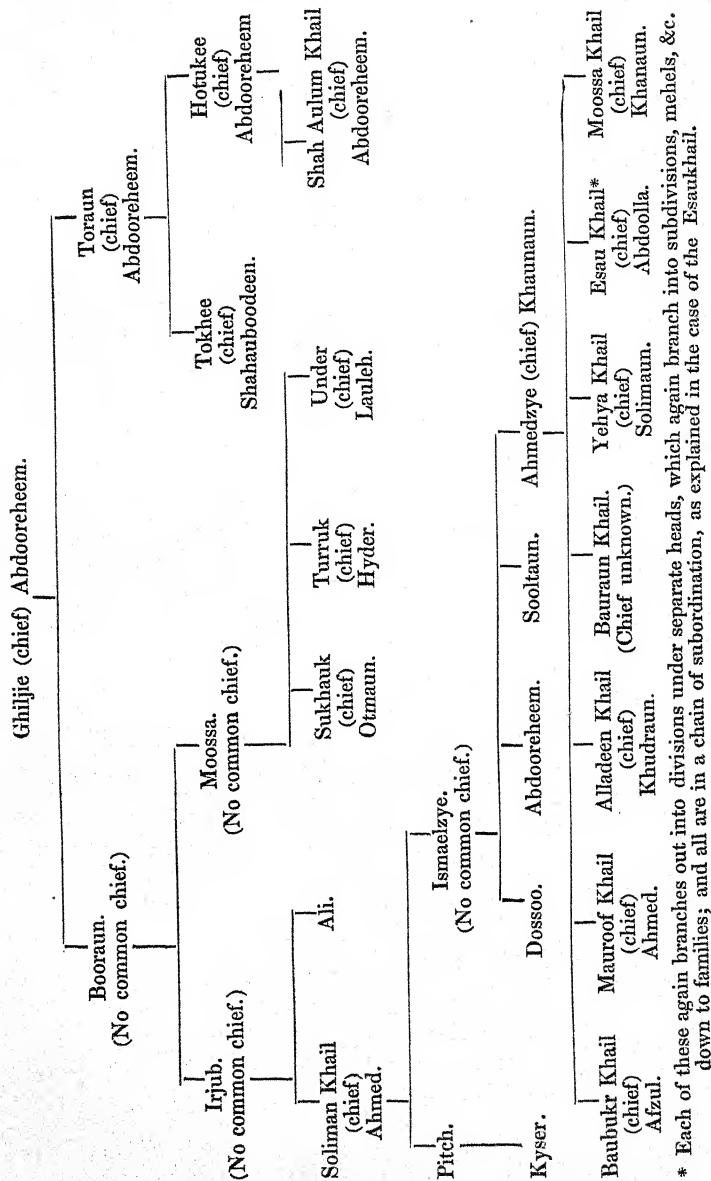 Ghiljie (chief) Abdooreheem.
Booraun.
(No common chief.)
Toraun
(chief)
Abdooreheem.
Irjub.
(No common chief.)
Moossa.
(No common chief.)
Tokhee
(chief)
Shahauboodeen.
Hotukee
(chief)
Abdooreheem
Soliman Khail
(chief)
Ahmed.
Ali.
Sukhauk
(chief)
Otmaun.
Turruk
(chief)
Hyder.
Under
(chief)
Lauleh.
Shah Aulum Khail
(chief)
Abdooreheem.
Pitch.
Ismaelzye.
(No common chief.)
Kyser.
Dossoo.
Abdooreheem.
Sooltaun.
Ahmedzye (chief) Khaunaun.
Baubukr Khail
(chief)
Afzul.
Mauroof Khail
(chief)
Ahmed.
Alladeen Khail
(chief)
Khudraun.
Bauraun Khail.
(Chief unknown.)
Yehya Khail
(chief)
Solimaun.
Esau Khail*
(chief)
Abdoolla.
Moossa Khail
(chief)
Khanaun.
* Each of these again branches out into divisions under separate heads, which again branch into subdivisions, mehels, &c.
down to families; and all are in a chain of subordination, as explained in the case of the Esaukhail.